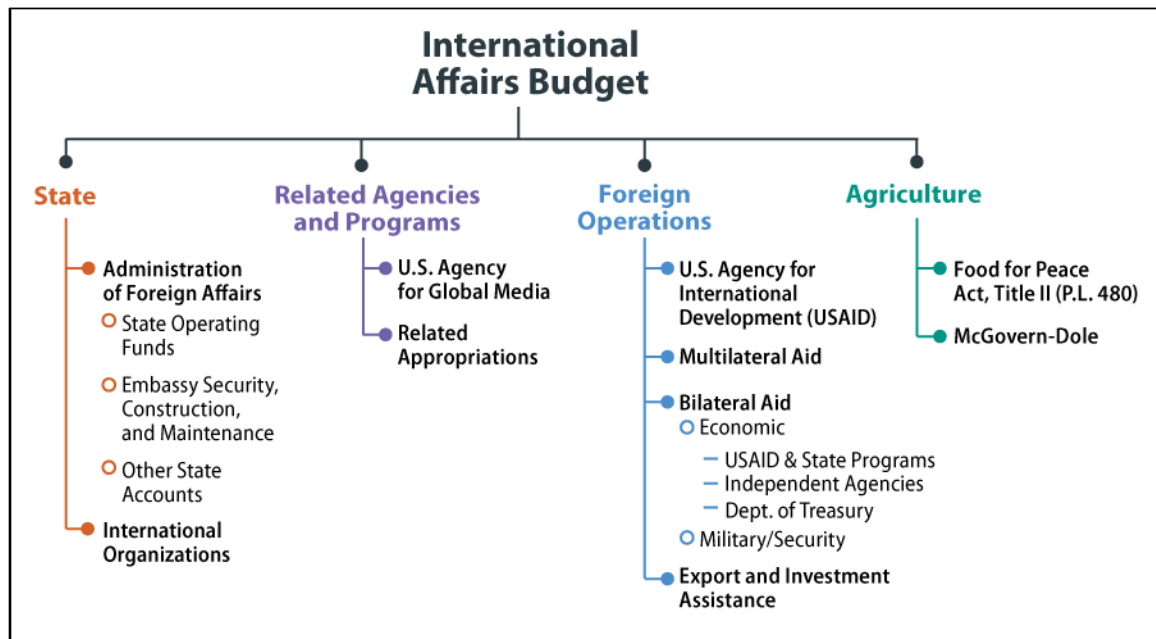 International
Affairs Budget
State
Administration
of Foreign Affairs
State Operating
Funds
Embassy Security,
Construction,
and Maintenance
Other State
Accounts
International
Organizations
Related Agencies
and Programs
U.S. Agency
for Global Media
Related
Appropriations
Foreign
Operations
U.S. Agency for
International
Development (USAID)
Multilateral Aid
Bilateral Aid
Economic
USAID & State Programs
Independent Agencies
Dept. of Treasury
Military/Security
Export and Investment
Assistance
Agriculture
Food for Peace
Act, Title II (P.L. 480)
McGovern-Dole